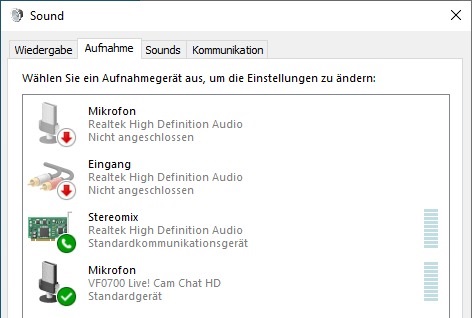 Sound
Wiedergabe Aufnahme Sounds Kommunikation
Wählen Sie ein Aufnahmegerät aus, um die Einstellungen zu ändern:
Mikrofon
Realtek High Definition Audio
Nicht angeschlossen
Eingang
Realtek High Definition Audio
Nicht angeschlossen
Stereomix
Realtek High Definition Audio
Standardkommunikationsgerät
Mikrofon
VF0700 Live! Cam Chat HD
Standardgerät